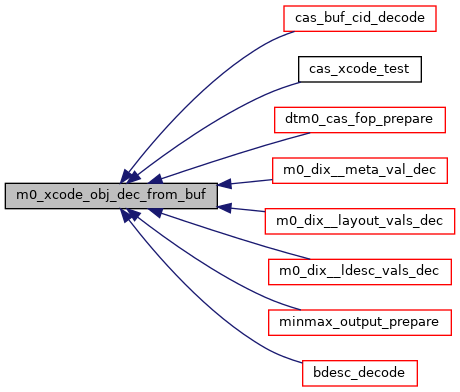 cas_buf_cid_decode
cas_xcode_test
dtm0_cas_fop_prepare
m0_dix__meta_val_dec
m0_xcode_obj_dec_from_buf
m0_dix__layout_vals_dec
m0_dix__ldesc_vals_dec
minmax_output_prepare
bdesc_decode